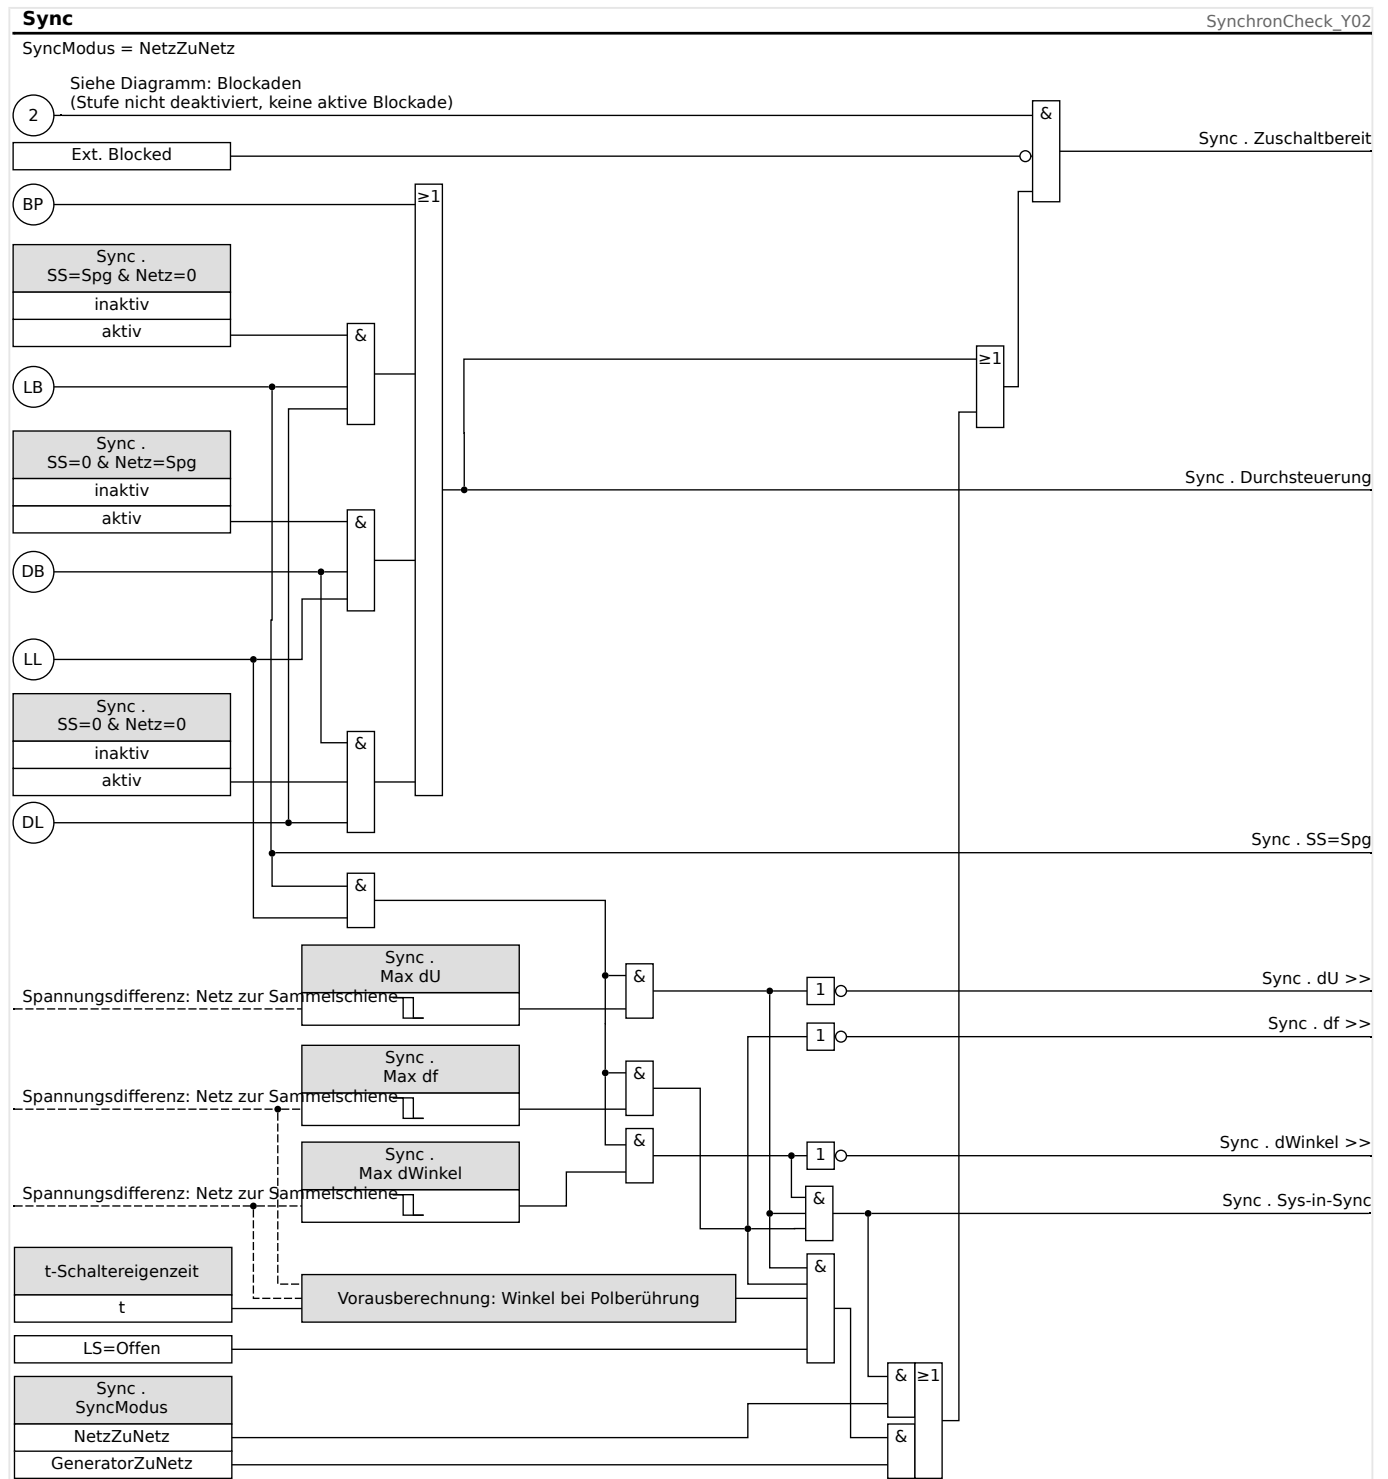 Sync
SynchronCheck_Y02
SyncModus = NetzZuNetz
Siehe Diagramm: Blockaden
(Stufe nicht deaktiviert, keine aktive Blockade)
2
&
Sync . Zuschaltbereit
Ext. Blocked
BP
≥1
Sync .
SS=Spg & Netz=0
inaktiv
aktiv
&
≥1
LB
Sync .
SS=0 & Netz=Spg
inaktiv
aktiv
&
Sync . Durchsteuerung
DB
LL
Sync .
SS=0 & Netz=0
inaktiv
aktiv
&
DL
Sync . SS=Spg
&
Sync .
Max dU
Spannungsdifferenz: Netz zur Sammelschiene
&
1
Sync . dU >>
1
Sync . df >>
Sync .
Max df
Spannungsdifferenz: Netz zur Sammelschiene
&
Sync .
Max dWinkel
Spannungsdifferenz: Netz zur Sammelschiene
&
1
Sync . dWinkel >>
&
Sync . Sys-in-Sync
t-Schaltereigenzeit
t
Vorausberechnung: Winkel bei Polberührung
&
LS=Offen
Sync .
SyncModus
NetzZuNetz
GeneratorZuNetz
&
≥1
&